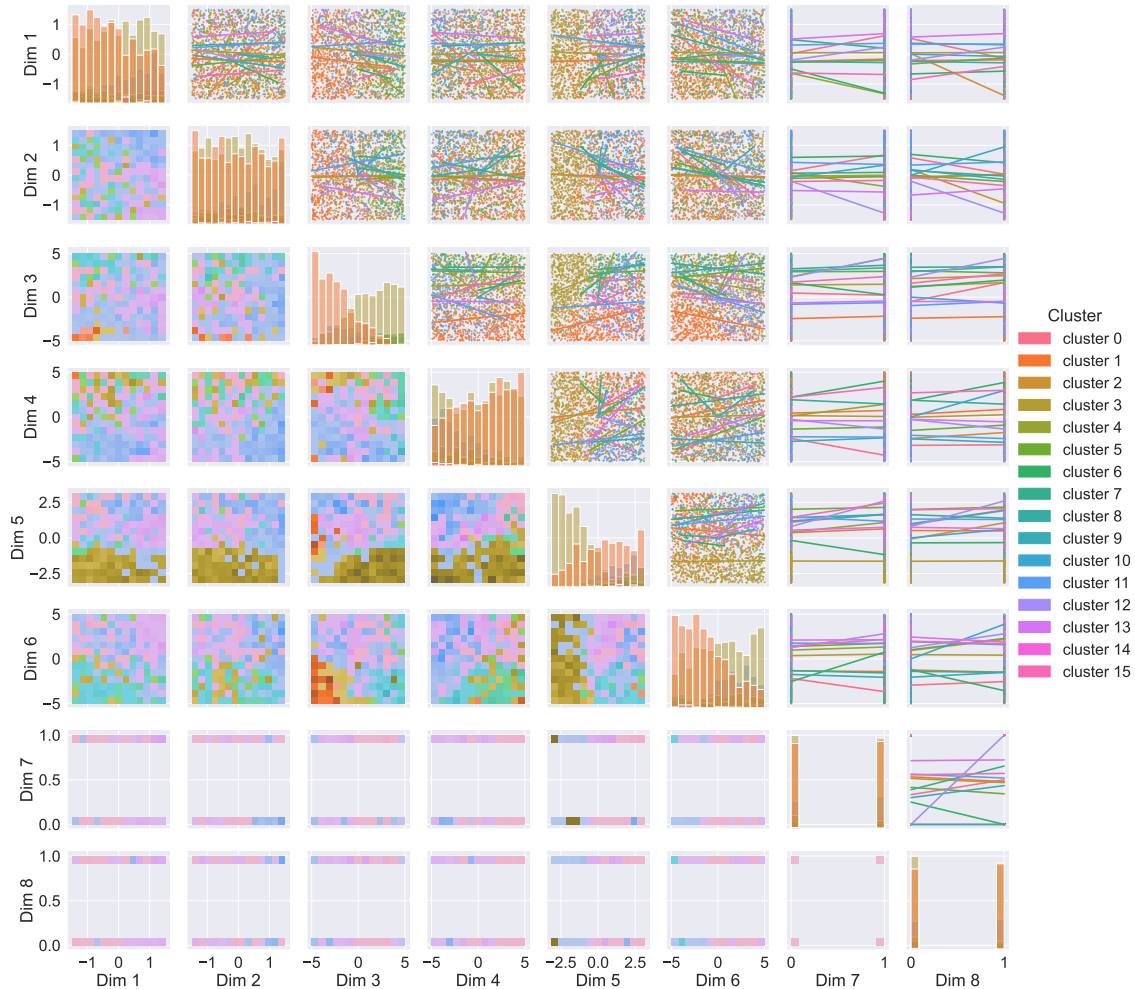 Dim 1
1
0
−1
Dim 2
1
0
−1
Dim 3
5
0
−5
Cluster
cluster 0
cluster 1
cluster 2
cluster 3
cluster 4
cluster 5
cluster 6
cluster 7
cluster 8
cluster 9
cluster 10
cluster 11
cluster 12
cluster 13
cluster 14
cluster 15
Dim 4
5
0
−5
Dim 5
2.5
0.0
−2.5
Dim 6
5
0
−5
Dim 7
1.0
0.5
0.0
Dim 8
1.0
0.5
0.0
−1 0 1 −1 0 1 −5 0 5 −5 0 5 −2.5 0.0 2.5 −5 0 5 0 1 0 1
Dim 1 Dim 2 Dim 3 Dim 4 Dim 5 Dim 6 Dim 7 Dim 8